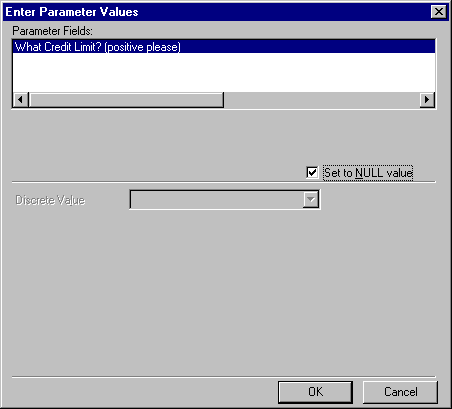 Enter Parameter Values
Parameter Fields:
What Credit Limit? (positive please)
Set to NULL value
Discrete Value
OK
Cancel